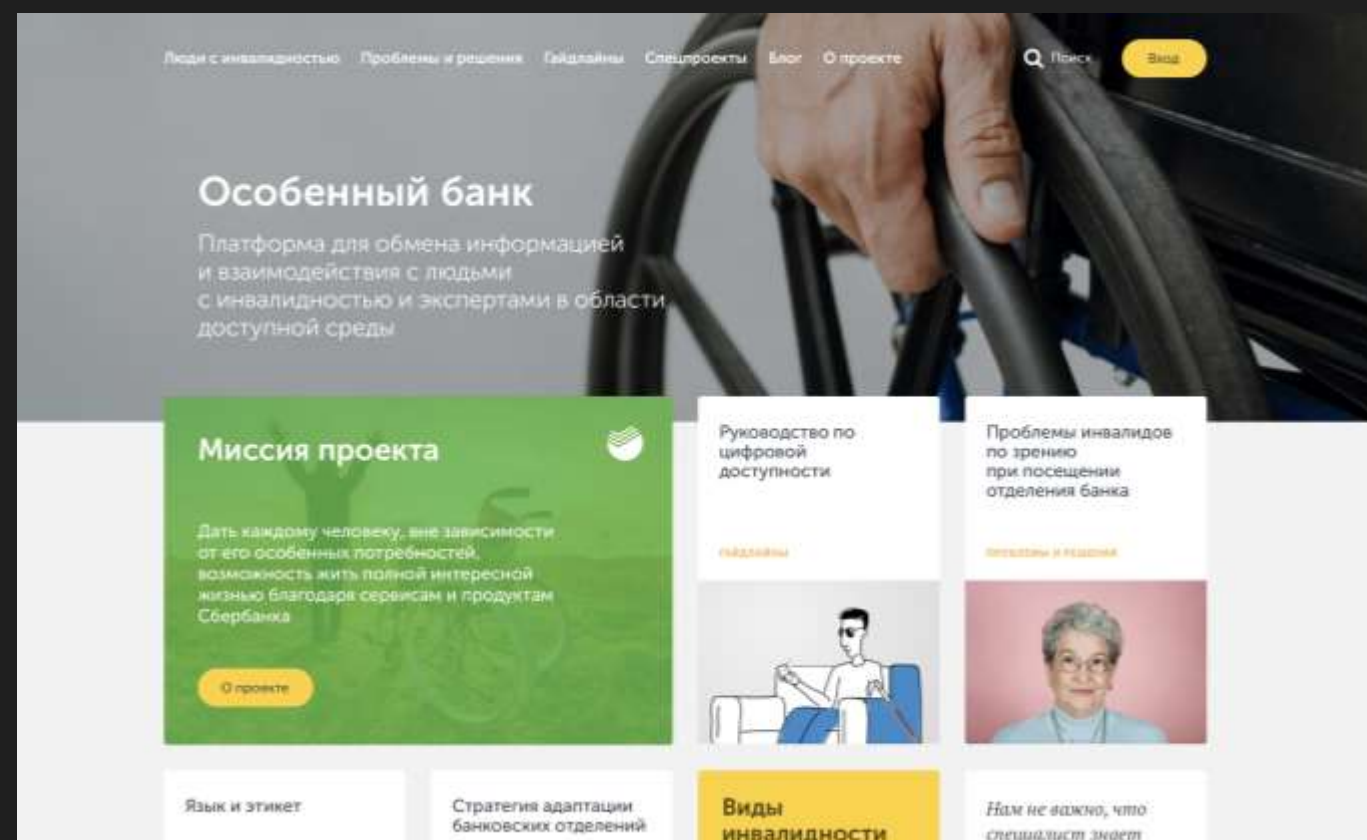 Люди с инвалидностью Проблемы и решения Гайдлайны Спецпроекты Блог О проекте Поиск Вход
Особенный банк
Платформа для обмена информацией
и взаимодействия с людьми
с инвалидностью и экспертами в области
доступной среды
Миссия проекта
Дать каждому человеку, вне зависимости
от его особенных потребностей,
возможность жить полной интересной
жизнью благодаря сервисам и продуктам
Сбербанка
О проекте
Руководство по
цифровой
доступности
ГАЙДЛАЙНЫ
Проблемы инвалидов
по зрению
при посещении
отделения банка
ПРОБЛЕМЫ И РЕШЕНИЯ
Язык и этикет
Стратегия адаптации
банковских отделений
Виды
инвалидности
Нам не важно, что
специалист знает